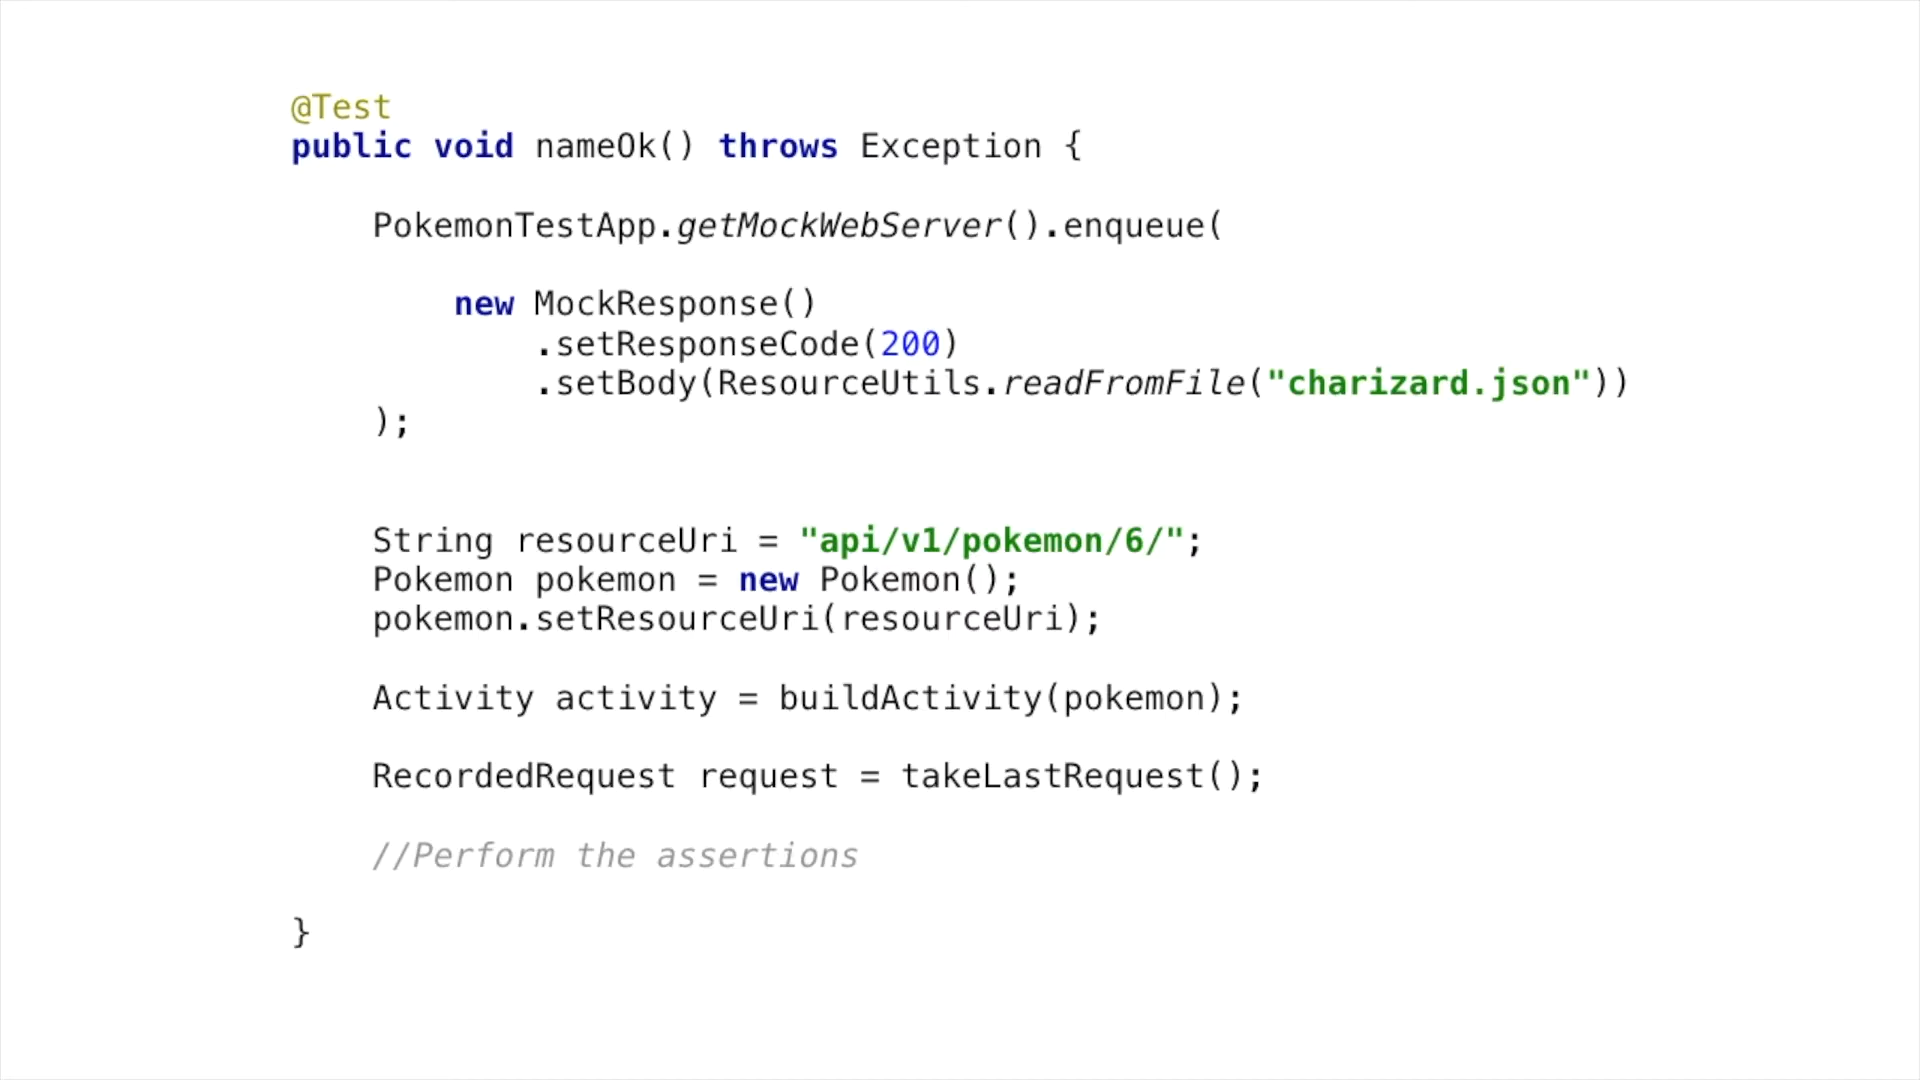 @Test
public void nameOk() throws Exception {
PokemonTestApp.getMockWebServer().enqueue(
new MockResponse()
.setResponseCode(200)
.setBody(ResourceUtils.readFromFile("charizard.json"))
);
String resourceUri = "api/v1/pokemon/6/";
Pokemon pokemon = new Pokemon();
pokemon.setResourceUri(resourceUri);
Activity activity = buildActivity(pokemon);
RecordedRequest request = takeLastRequest();
//Perform the assertions
}